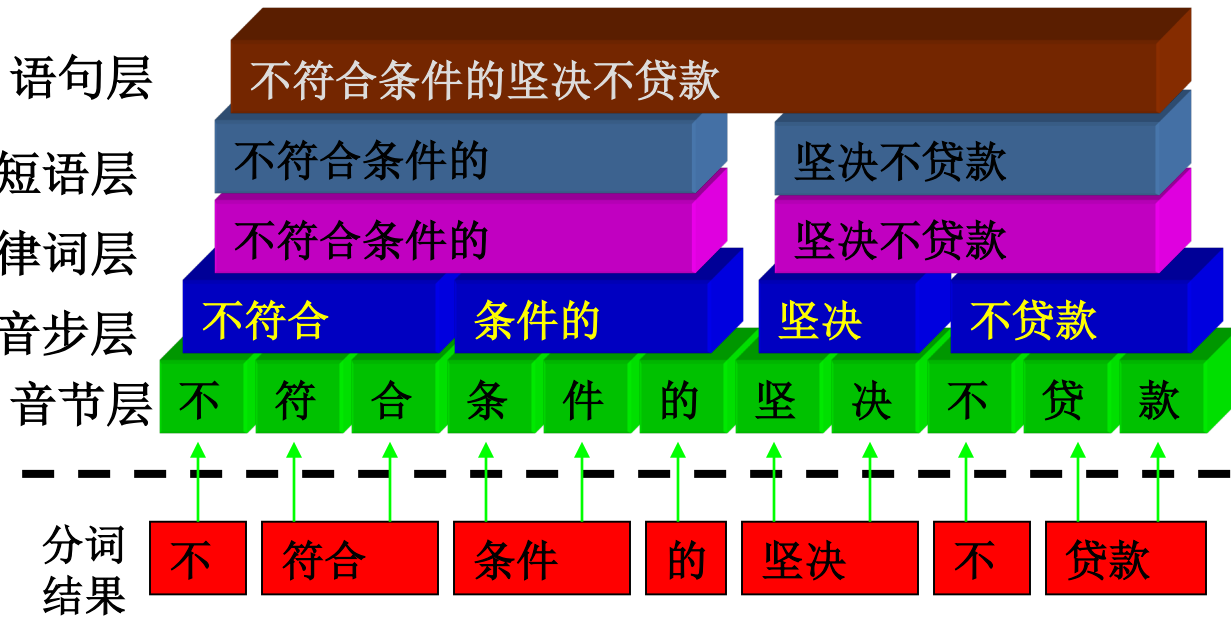 语句层
不符合条件的坚决不贷款
短语层
不符合条件的 坚决不贷款
律词层
不符合条件的 坚决不贷款
音步层
不符合 条件的 坚决 不贷款
音节层
不 符 合 条 件 的 坚 决 不 贷 款
分词
结果
不 符合 条件 的 坚决 不 贷款